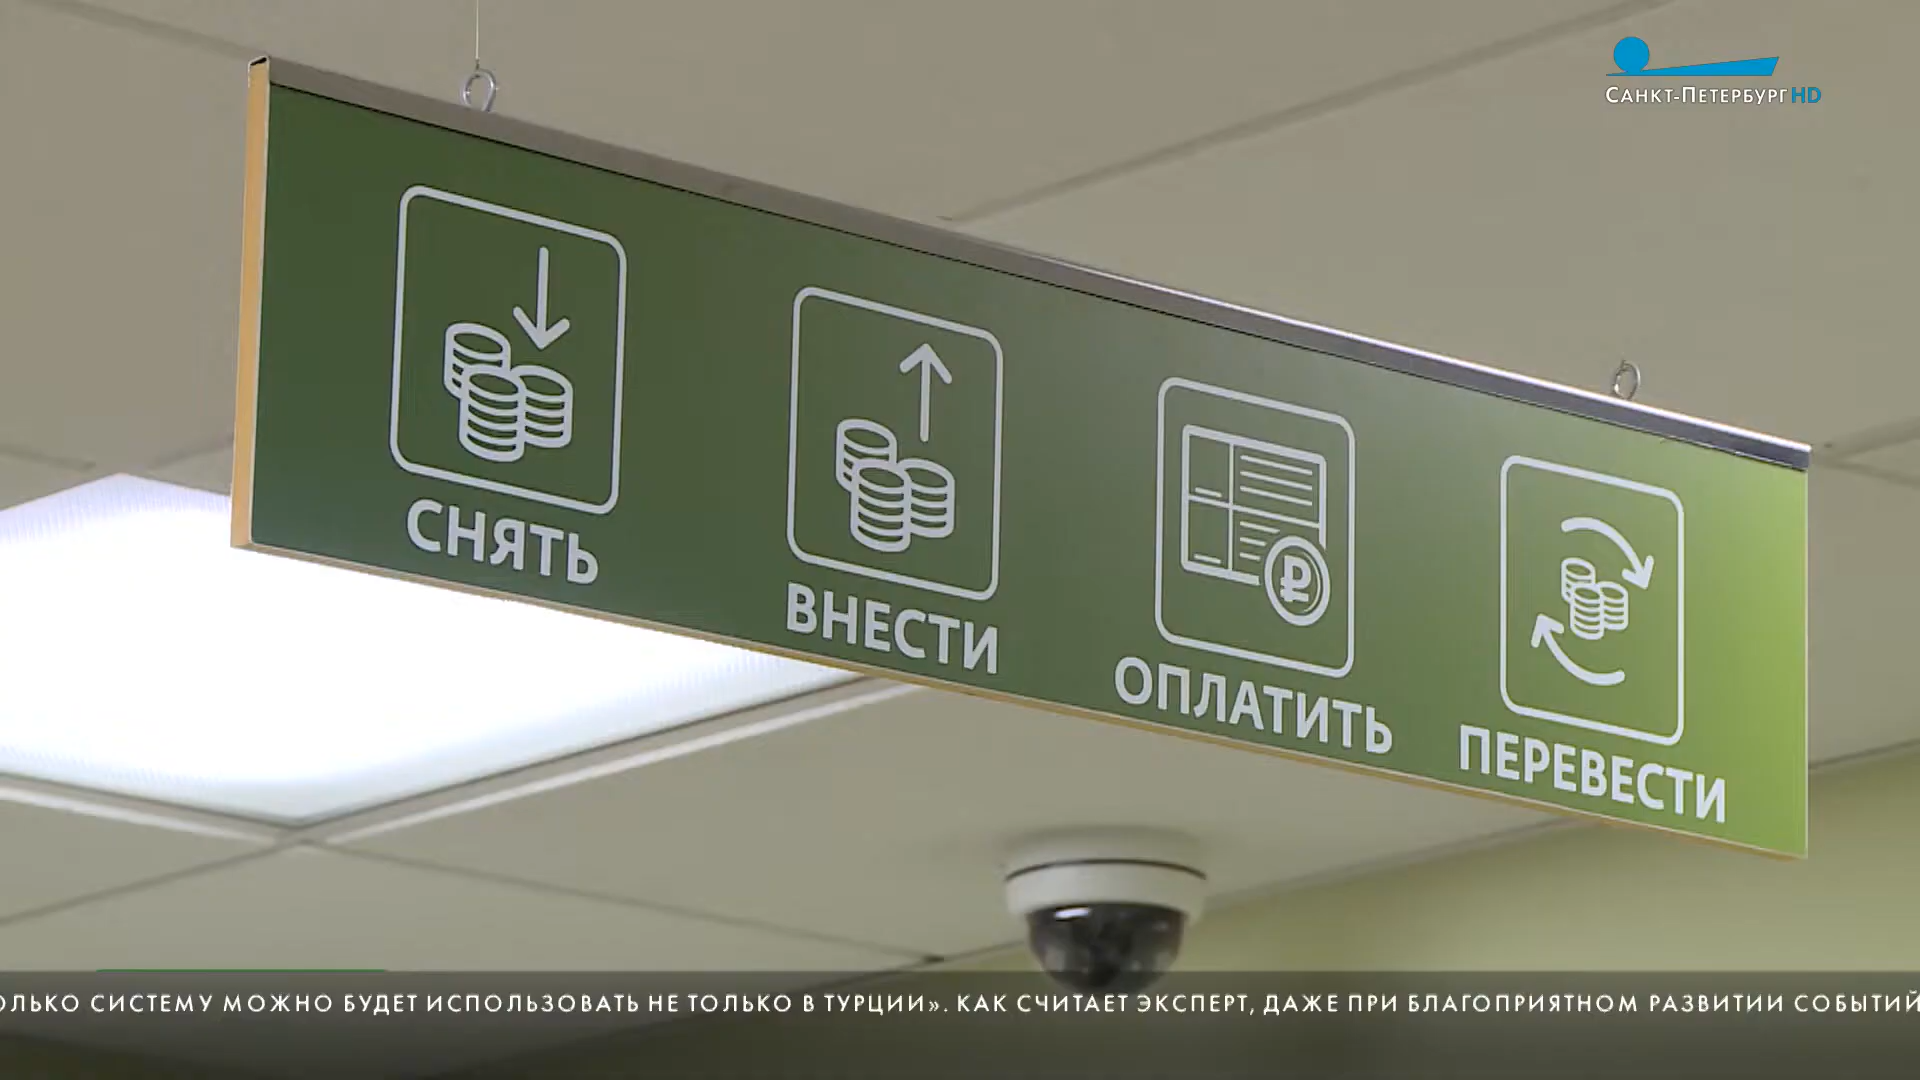 САНКТ-ПЕТЕРБУРГ HD
СНЯТЬ
ВНЕСТИ
ОПЛАТИТЬ
ПЕРЕВЕСТИ
СИСТЕМУ МОЖНО БУДЕТ ИСПОЛЬЗОВАТЬ НЕ ТОЛЬКО В ТУРЦИИ». КАК СЧИТАЕТ ЭКСПЕРТ, ДАЖЕ ПРИ БЛАГОПРИЯТНОМ РАЗВИТИИ СОБЫТИЙ